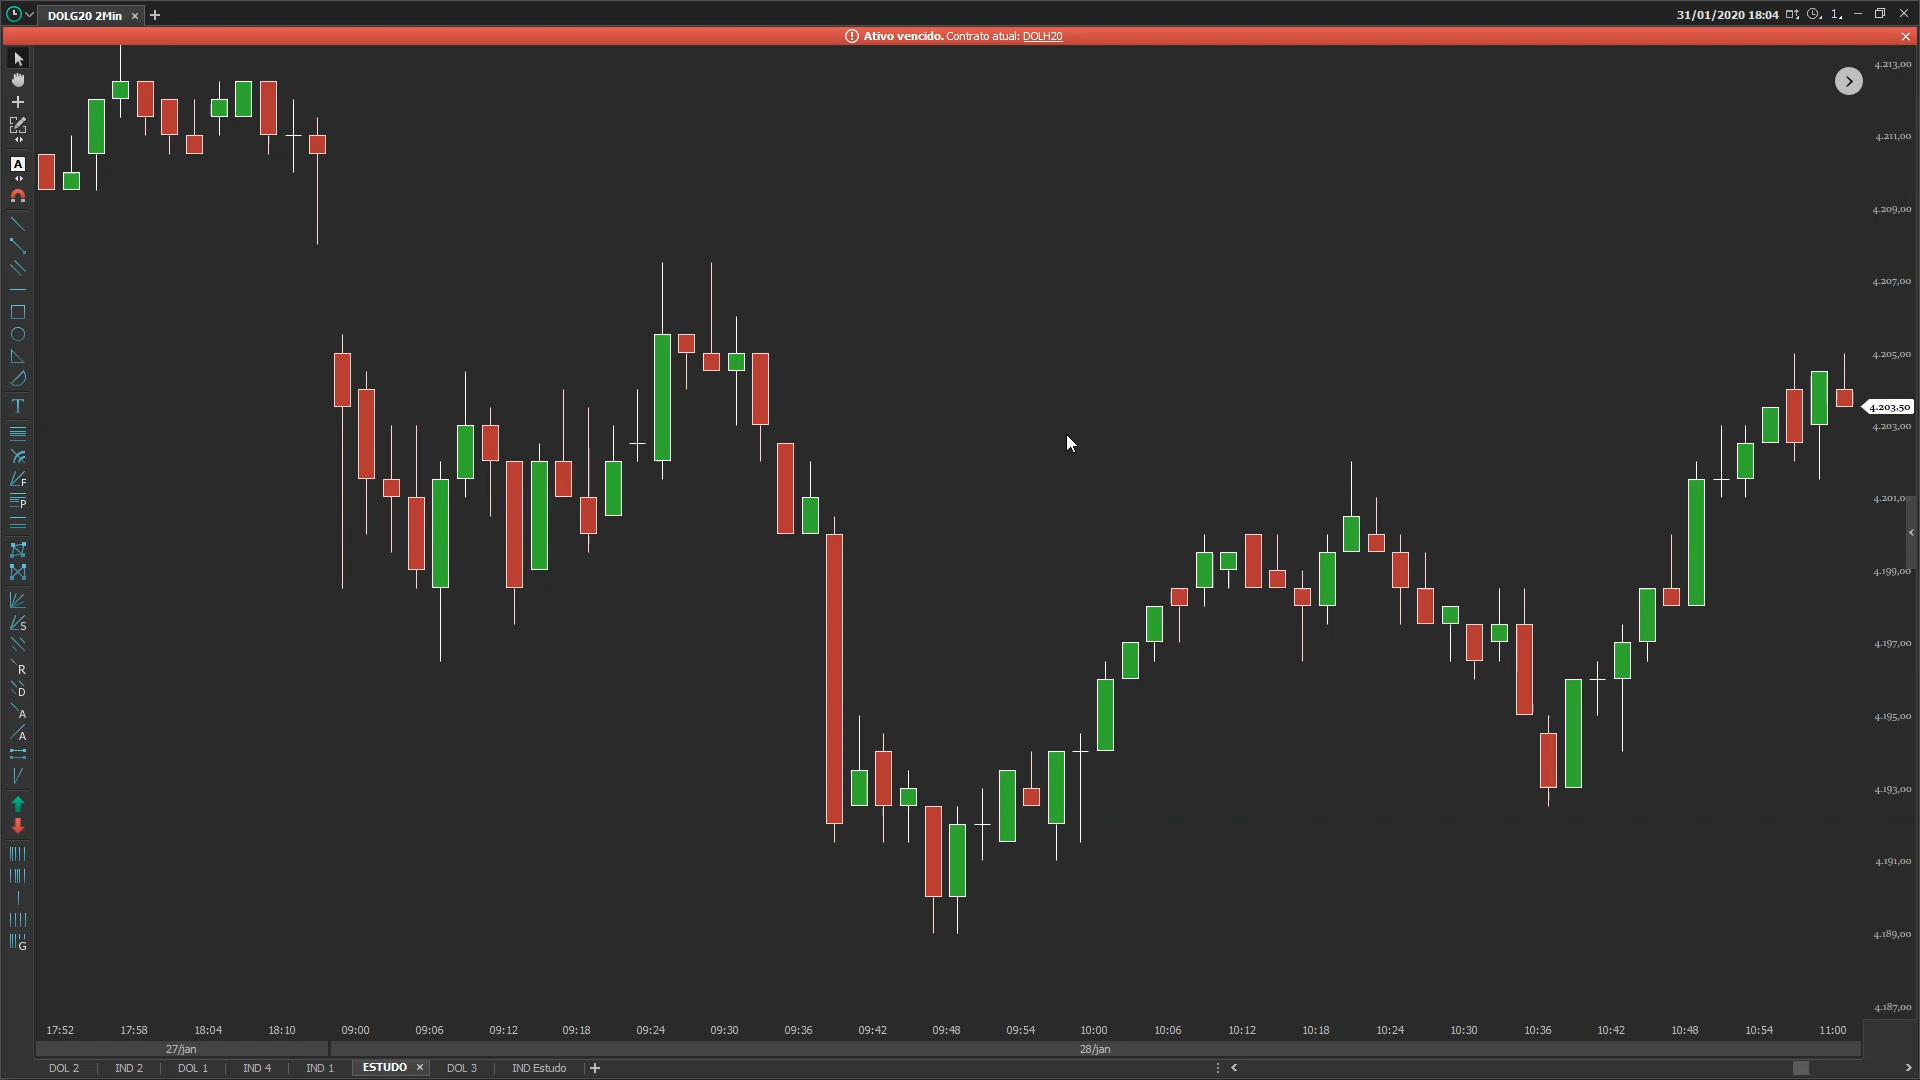 DOLG20 2Min
31/01/2020 18:04
1
Ativo vencido. Contrato atual: DOLH20
A
T
F
P
S
R
D
A
A
G
4.213,00
4.211,00
4.209,00
4.207,00
4.205,00
4.203,50
4.203,00
4.201,00
4.199,00
4.197,00
4.195,00
4.193,00
4.191,00
4.189,00
4.187,00
17:52 17:58 18:04 18:10 09:00 09:06 09:12 09:18 09:24 09:30 09:36 09:42 09:48 09:54 10:00 10:06 10:12 10:18 10:24 10:30 10:36 10:42 10:48 10:54 11:00
27/jan 28/jan
DOL 2 IND 2 DOL 1 IND 4 IND 1 ESTUDO DOL 3 IND Estudo